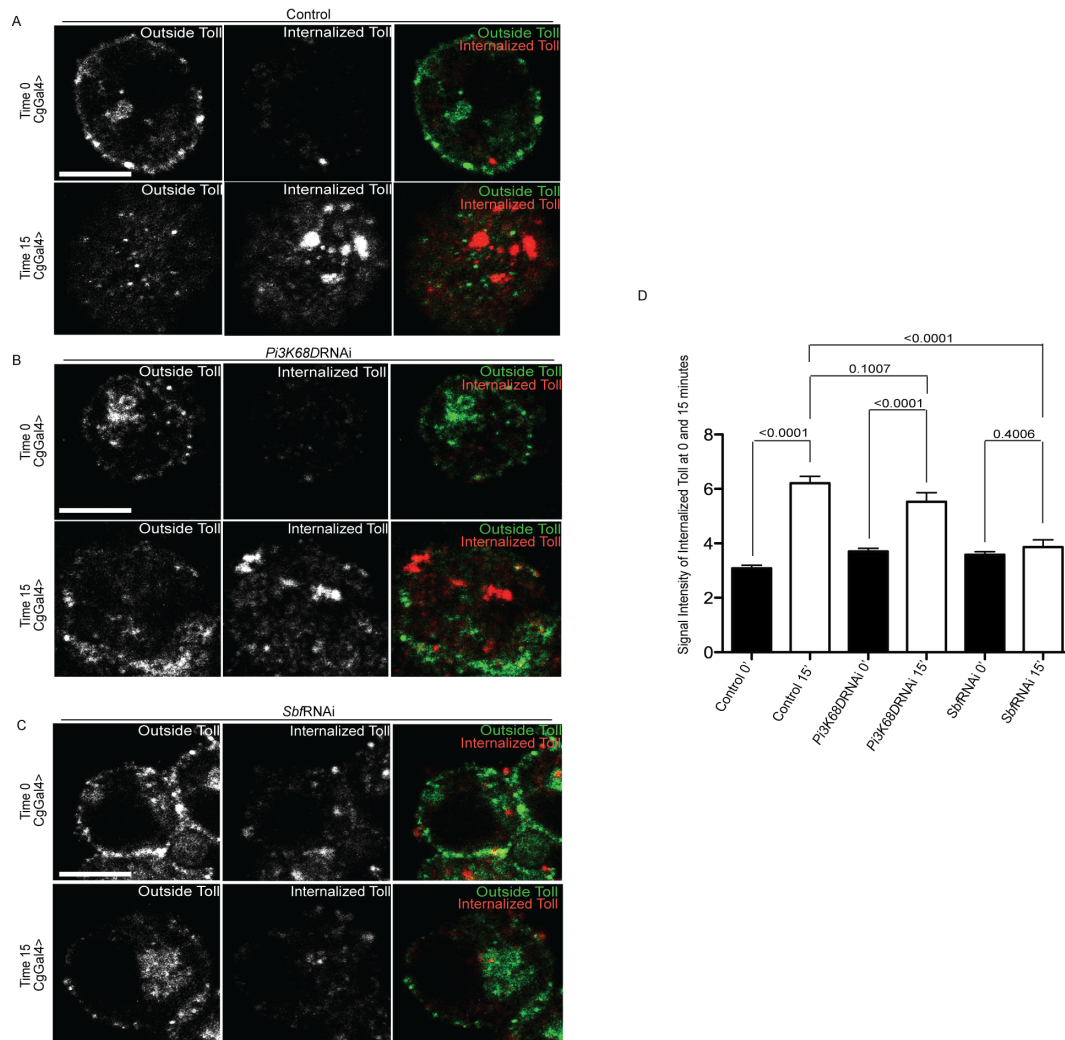 A
Control
Time 0
CgGal4>
Outside Toll
Internalized Toll
Outside Toll
Internalized Toll
Time 15
CgGal4>
Outside Toll
Internalized Toll
Outside Toll
Internalized Toll
B
Pi3K68DRNAi
Time 0
CgGal4>
Outside Toll
Internalized Toll
Outside Toll
Internalized Toll
Time 15
CgGal4>
Outside Toll
Internalized Toll
Outside Toll
Internalized Toll
C
SbfRNAi
Time 0
CgGal4>
Outside Toll
Internalized Toll
Outside Toll
Internalized Toll
Time 15
CgGal4>
Outside Toll
Internalized Toll
Outside Toll
Internalized Toll
D
<0.0001
0.1007
<0.0001
<0.0001
0.4006
Signal Intensity of Internalized Toll at 0 and 15 minutes
8
6
4
2
0
Control 0'
Control 15'
Pi3K68DRNAi 0'
Pi3K68DRNAi 15'
SbfRNAi 0'
SbfRNAi 15'